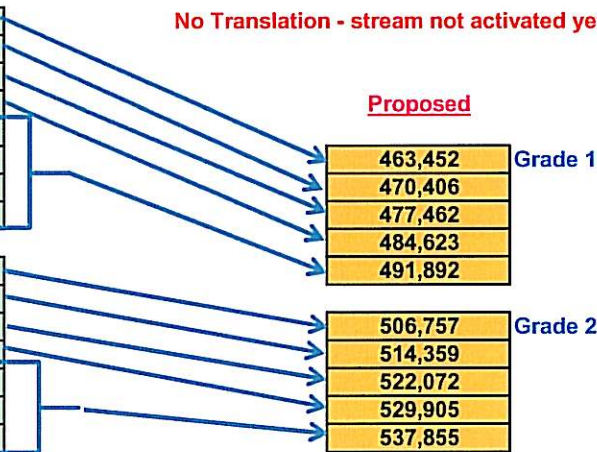 No Translation - stream not activated ye
Proposed
463,452 Grade 1
470,406
477,462
484,623
491,892
506,757 Grade 2
514,359
522,072
529,905
537,855